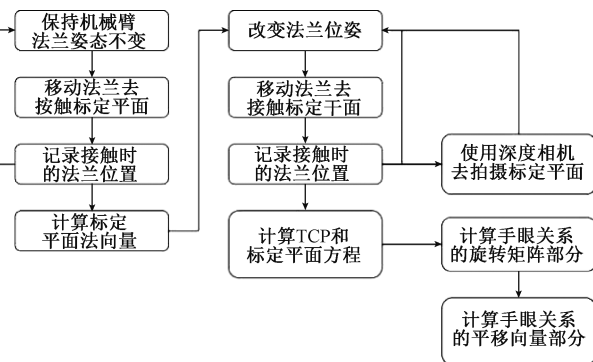 保持机械臂
法兰姿态不变
移动法兰去
按触标定平面
记录接触时
的法兰位置
计算标定
平面法向量
改变法兰位姿
移动法兰去
接触标定干面
记录接触时
的法兰位置
计算TCP和
标定平面方程
使用深度相机
去拍摄标定平面
计算手眼关系
的旋转矩阵部分
计算手眼关系
的平移向量部分